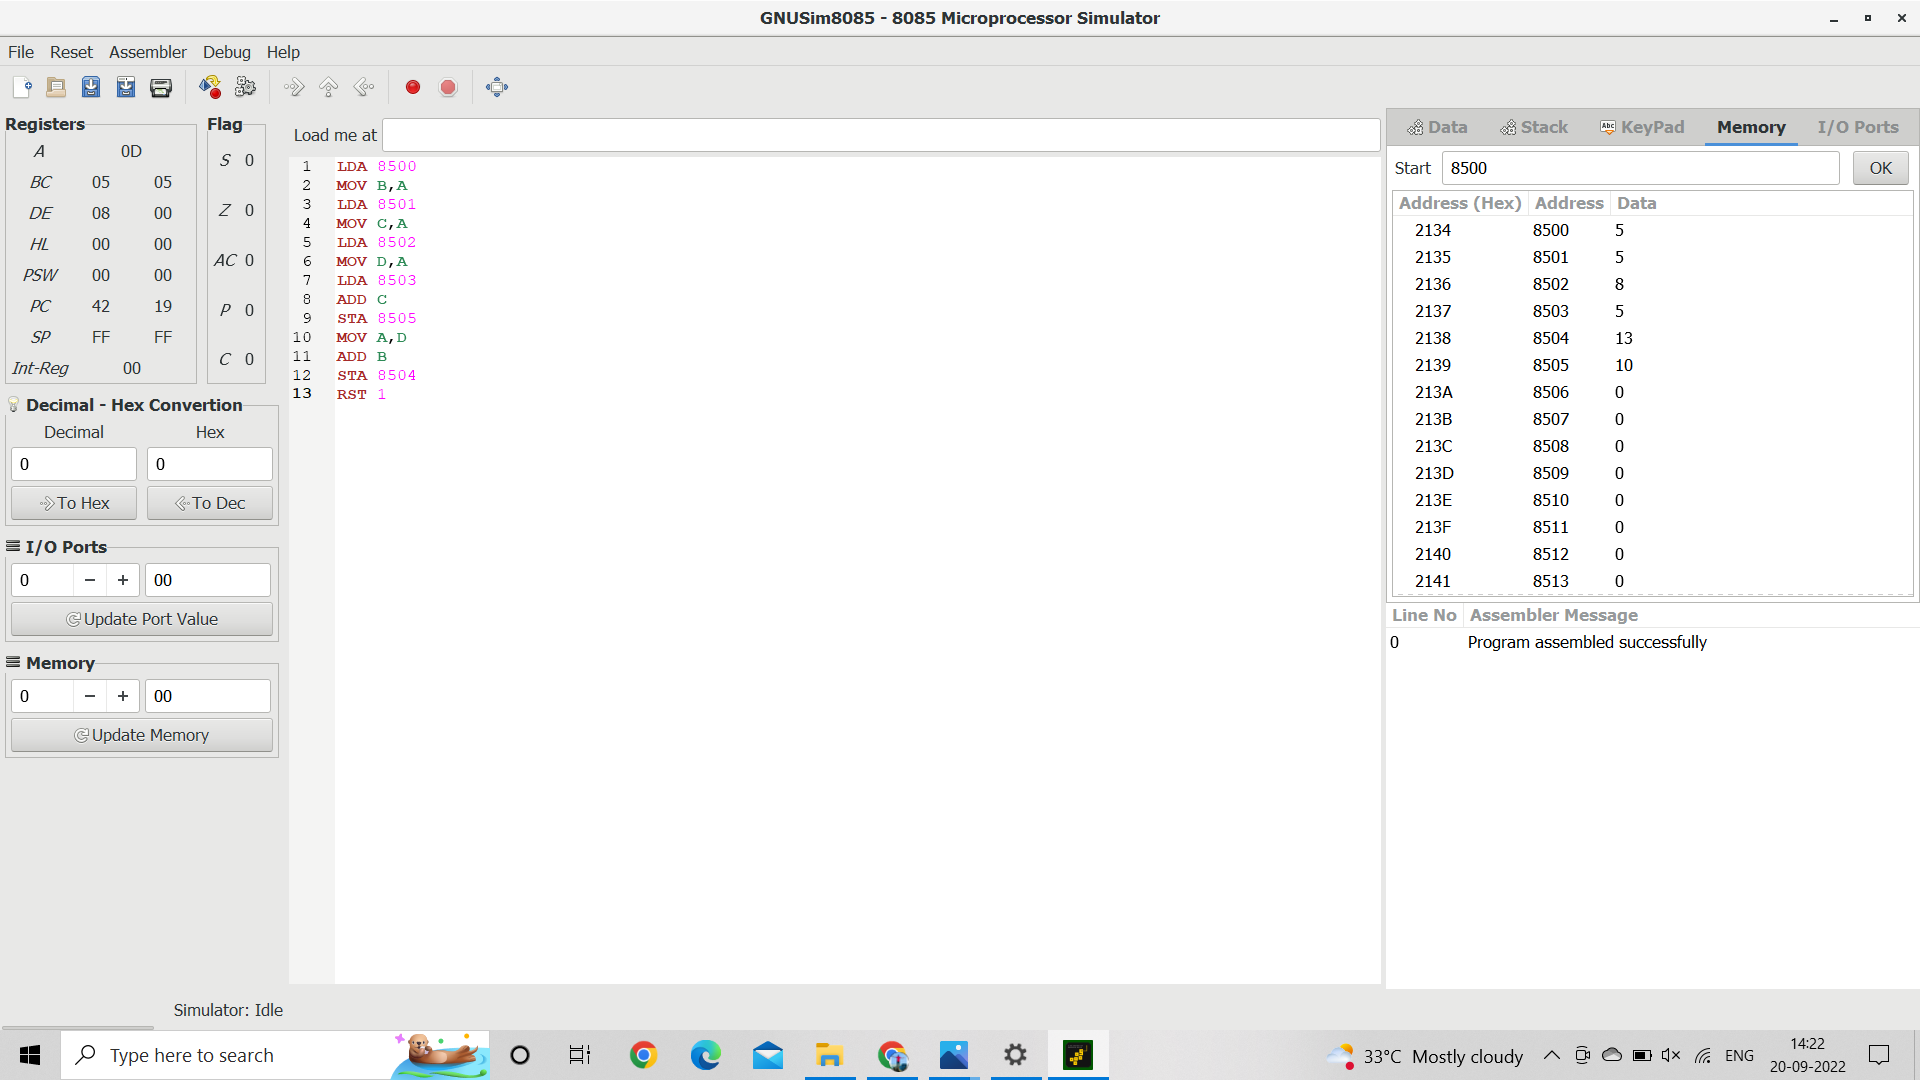 GNUSim8085 - 8085 Microprocessor Simulator
File Reset Assembler Debug Help
Registers
A 0D
BC 05 05
DE 08 00
HL 00 00
PSW 00 00
PC 42 19
SP FF FF
Int-Reg 00
Flag
S 0
Z 0
AC 0
P 0
C 0
Decimal - Hex Convertion
Decimal Hex
0 0
To Hex To Dec
I/O Ports
0 − + 00
Update Port Value
Memory
0 − + 00
Update Memory
Load me at
1 LDA 8500
2 MOV B,A
3 LDA 8501
4 MOV C,A
5 LDA 8502
6 MOV D,A
7 LDA 8503
8 ADD C
9 STA 8505
10 MOV A,D
11 ADD B
12 STA 8504
13 RST 1
Data Stack Abc KeyPad Memory I/O Ports
Start 8500 OK
Address (Hex) Address Data
2134 8500 5
2135 8501 5
2136 8502 8
2137 8503 5
2138 8504 13
2139 8505 10
213A 8506 0
213B 8507 0
213C 8508 0
213D 8509 0
213E 8510 0
213F 8511 0
2140 8512 0
2141 8513 0
Line No Assembler Message
0 Program assembled successfully
Simulator: Idle
Type here to search
33°C Mostly cloudy
ENG
14:22
20-09-2022